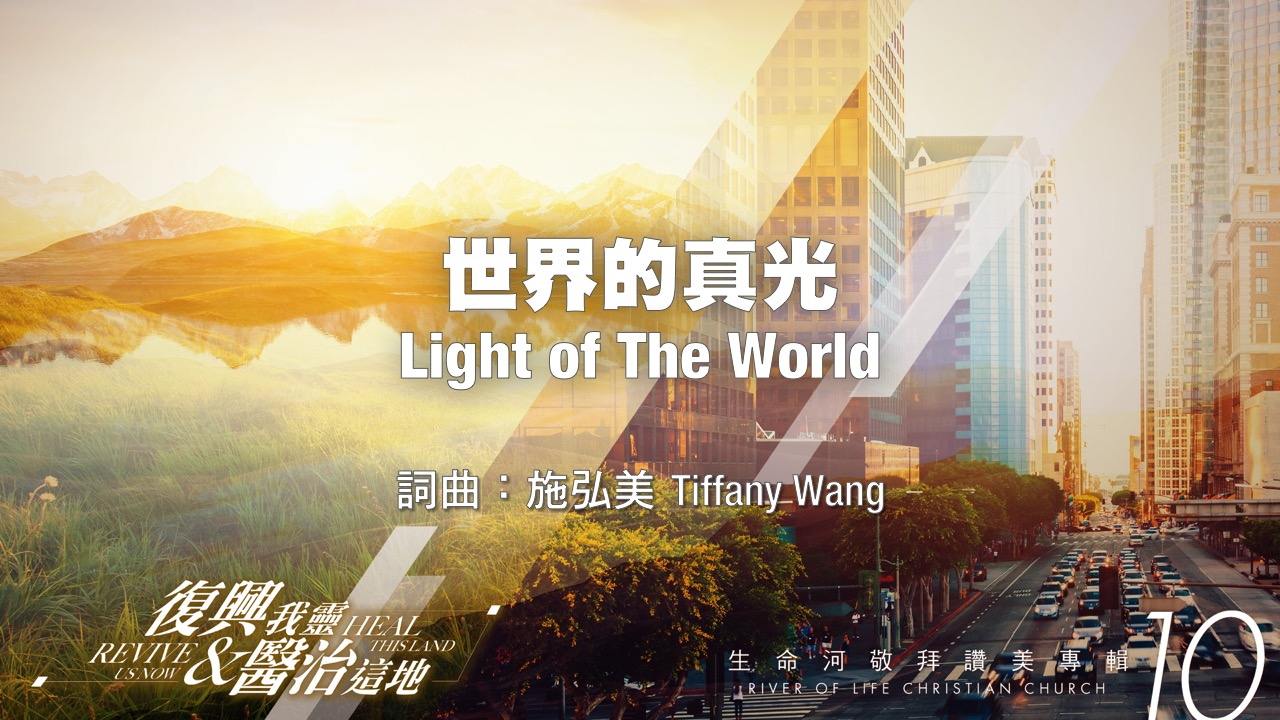 世界的真光
Light of The World
詞曲：施弘美 Tiffany Wang
復興我靈 HEAL THIS LAND
REVIVE US NOW & 醫治這地
生命河敬拜讚美專輯 10
RIVER OF LIFE CHRISTIAN CHURCH